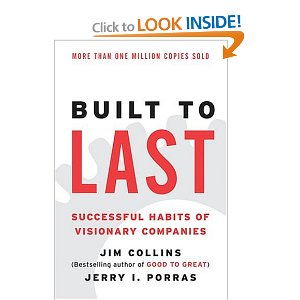 Click to LOOK INSIDE!
MORE THAN ONE MILLION COPIES SOLD
BUILT TO
LAST
SUCCESSFUL HABITS OF
VISIONARY COMPANIES
JIM COLLINS
(Bestselling author of GOOD TO GREAT)
JERRY I. PORRAS